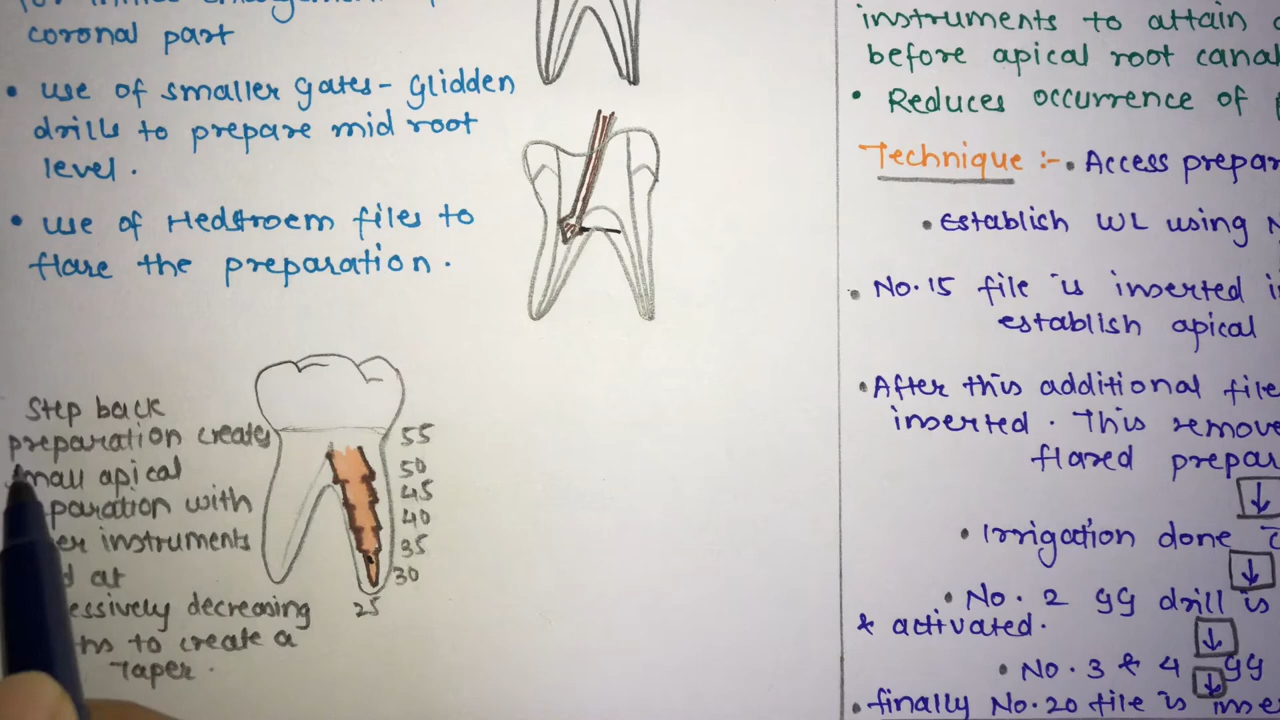 coronal part
• use of smaller gates-Glidden
drills to prepare mid root
level.
• use of Hedstroem files to
flare the preparation.
Step back
preparation creates
small apical
paration with
er instruments
at
essively decreasing
to create a
Taper.
55
50
45
40
35
30
25
instruments to attain
before apical root canal
• Reduces occurrence of
Technique :- • Access prepar
• Establish WL using
• No.15 file is inserted i
establish apical
• After this additional file
inserted. This remove
flared prepar
↓
• Irrigation done
↓
• No. 2 GG drill is
& activated.
↓
• No. 3 & 4 GG
↓
• finally No.20 file is inse